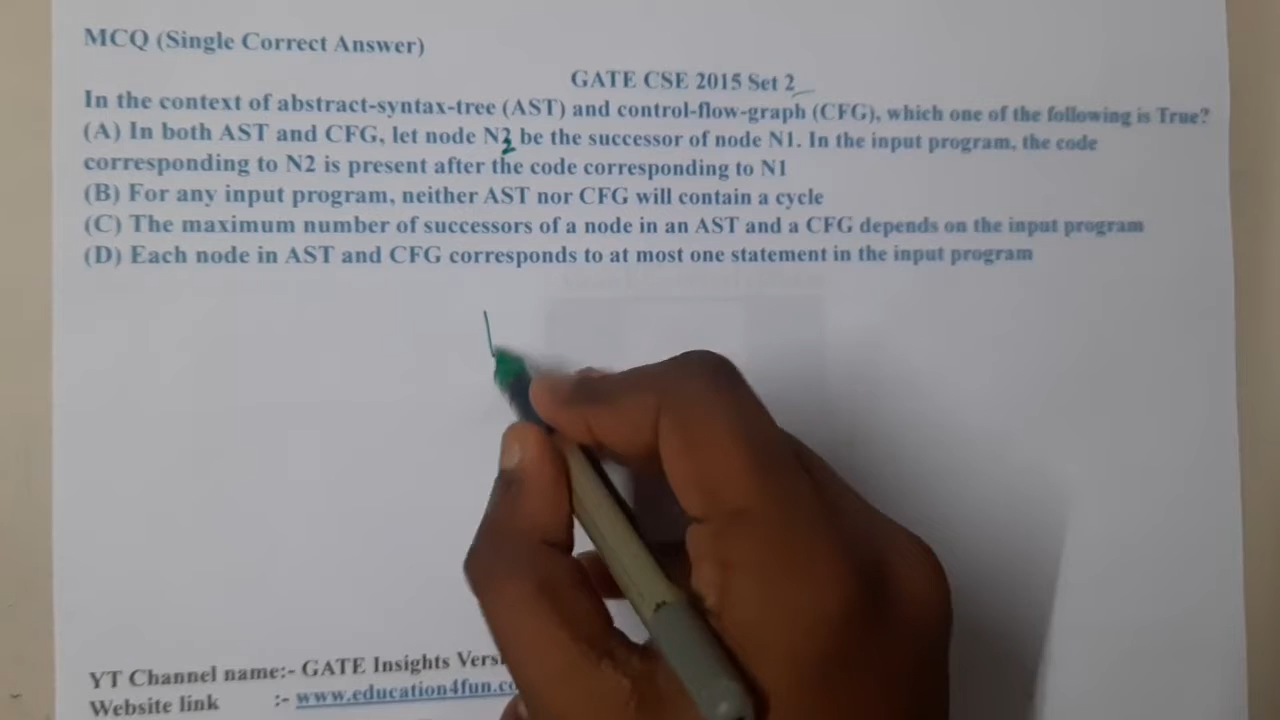 MCQ (Single Correct Answer)
GATE CSE 2015 Set 2
In the context of abstract-syntax-tree (AST) and control-flow-graph (CFG), which one of the following is True?
(A) In both AST and CFG, let node N2 be the successor of node N1. In the input program, the code
corresponding to N2 is present after the code corresponding to N1
(B) For any input program, neither AST nor CFG will contain a cycle
(C) The maximum number of successors of a node in an AST and a CFG depends on the input program
(D) Each node in AST and CFG corresponds to at most one statement in the input program
YT Channel name:- GATE Insights
Website link :-